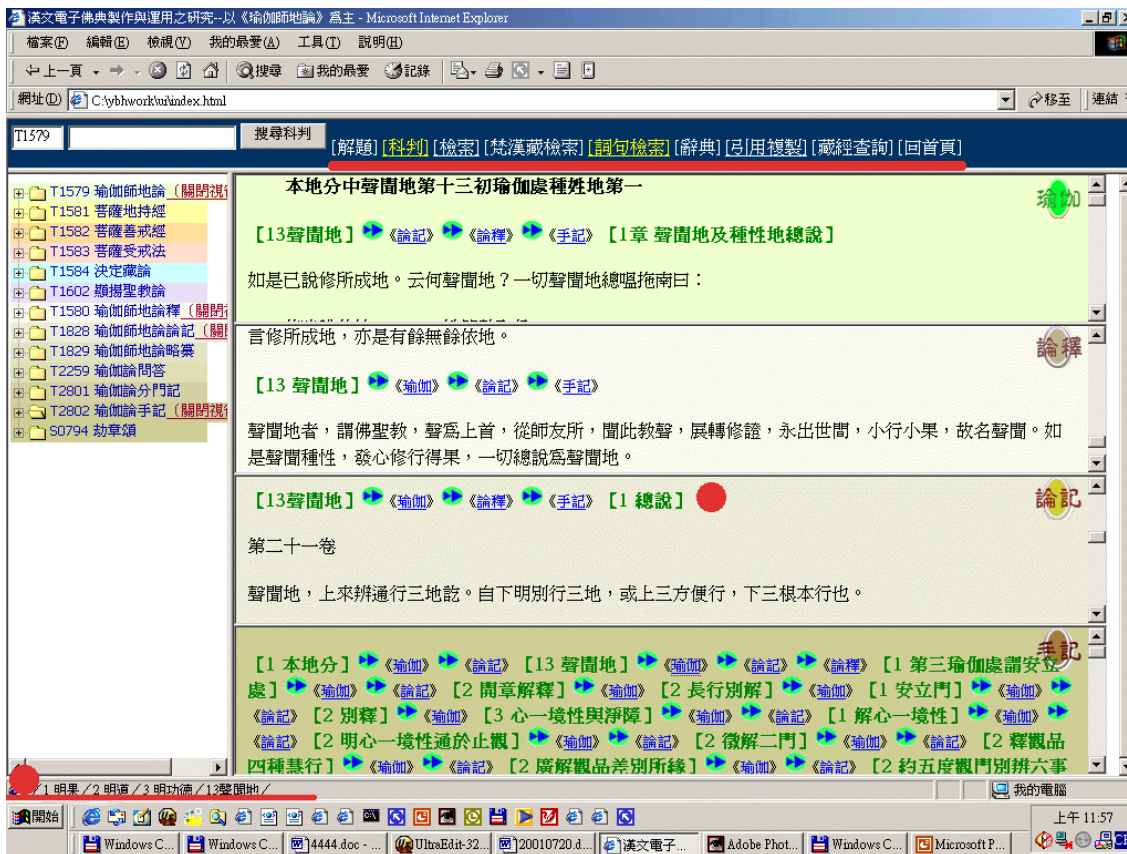 漢文電子佛典製作與運用之研究--以《瑜伽師地論》爲主 - Microsoft Internet Explorer
檔案(F) 編輯(E) 檢視(V) 我的最愛(A) 工具(T) 說明(H)
上一頁 搜尋 我的最愛 記錄
網址(D) C:\ybhwork\ui\index.html 移至 連結
T1579 搜尋科判 [解題] [科判] [檢索] [梵漢藏檢索] [詞句檢索] [辭典] [引用複製] [藏經查詢] [回首頁]
T1579 瑜伽師地論 (關閉視
T1581 菩薩地持經
T1582 菩薩善戒經
T1583 菩薩受戒法
T1584 決定藏論
T1602 顯揚聖教論
T1580 瑜伽師地論釋 (關閉
T1828 瑜伽師地論論記 (關
T1829 瑜伽師地論略纂
T2259 瑜伽論問答
T2801 瑜伽論分門記
T2802 瑜伽論手記 (關閉視
S0794 劫章頌
本地分中聲聞地第十三初瑜伽處種姓地第一
瑜伽
【13聲聞地】 《論記》 《論釋》 《手記》 【1章 聲聞地及種性地總說】
如是已說修所成地。云何聲聞地？一切聲聞地總嗢拖南曰：
言修所成地，亦是有餘無餘依地。
論釋
【13 聲聞地】 《瑜伽》 《論記》 《手記》
聲聞地者，謂佛聖教，聲爲上首，從師友所，聞此教聲，展轉修證，永出世間，小行小果，故名聲聞。如
是聲聞種性，發心修行得果，一切總說爲聲聞地。
【13聲聞地】 《瑜伽》 《論釋》 《手記》 【1 總說】
論記
第二十一卷
聲聞地，上來辨通行三地訖。自下明別行三地，或上三方便行，下三根本行也。
手記
【1 本地分】 《瑜伽》 《論記》 【13 聲聞地】 《瑜伽》 《論記》 《論釋》 【1 第三瑜伽處謂安立
處】 《瑜伽》 《論記》 【2 開章解釋】 《瑜伽》 【2 長行別解】 《瑜伽》 【1 安立門】 《瑜伽》
《論記》 【2 別釋】 《瑜伽》 【3 心一境性與淨障】 《瑜伽》 《論記》 【1 解心一境性】 《瑜伽》
《論記》 【2 明心一境性通於止觀】 《瑜伽》 《論記》 【2 徵解二門】 《瑜伽》 《論記》 【2 釋觀品
四種慧行】 《瑜伽》 《論記》 【2 廣解觀品差別所緣】 《瑜伽》 《論記》 【2 約五度觀門別辨六事
/1 明果/2 明道/3 明功德/13聲聞地/ 我的電腦
開始 上午 11:57
Windows C... Windows C... 4444.doc - ... UltraEdit-32... 20010720.d... 漢文電子... Adobe Phot... Windows C... Microsoft P...